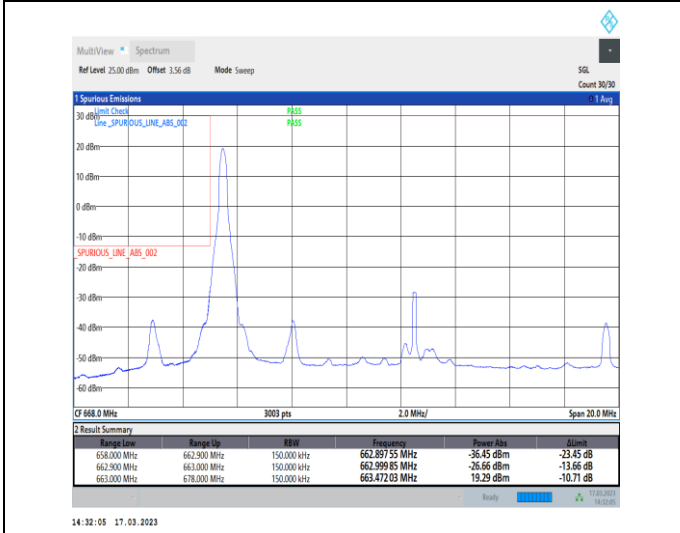 MultiView Spectrum
Ref Level 25.00 dBm Offset 3.56 dB Mode Sweep SGL
Count 30/30
1 Spurious Emissions 1 Avg
Limit Check PASS
30 dBm
Line _SPURIOUS_LINE_ABS_002 PASS
20 dBm
10 dBm
0 dBm
-10 dBm
_SPURIOUS_LINE_ABS_002
-20 dBm
-30 dBm
-40 dBm
-50 dBm
-60 dBm
CF 668.0 MHz 3003 pts 2.0 MHz/ Span 20.0 MHz
2 Result Summary
Range Low Range Up RBW Frequency Power Abs ΔLimit
658.000 MHz 662.900 MHz 150.000 kHz 662.897 55 MHz -36.45 dBm -23.45 dB
662.900 MHz 663.000 MHz 150.000 kHz 662.999 85 MHz -26.66 dBm -13.66 dB
663.000 MHz 678.000 MHz 150.000 kHz 663.472 03 MHz 19.29 dBm -10.71 dB
Ready 17.03.2023
14:32:05
14:32:05 17.03.2023